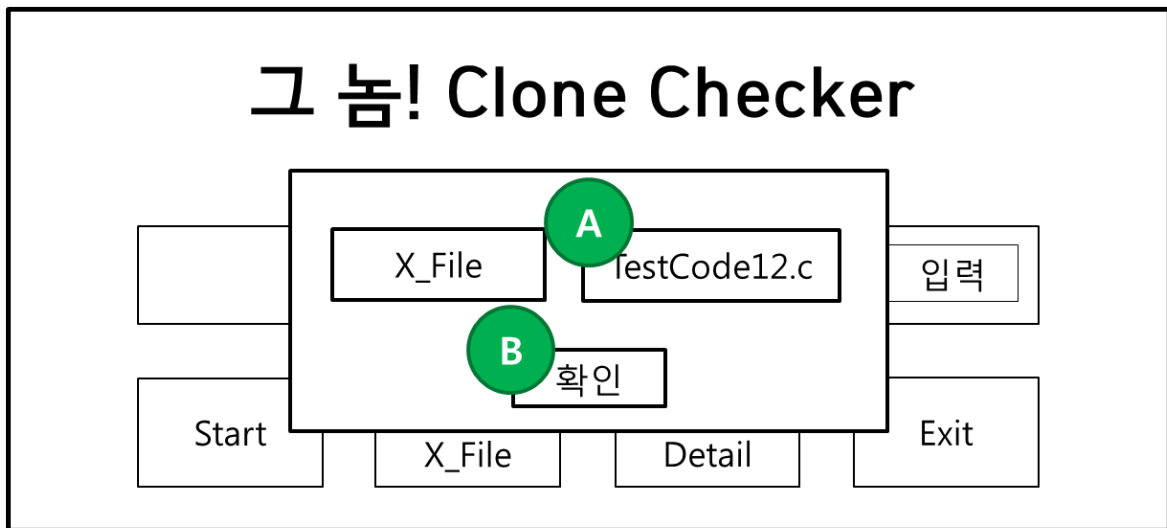 그 놈! Clone Checker
A
X_File
TestCode12.c
입력
B
확인
Start
X_File
Detail
Exit